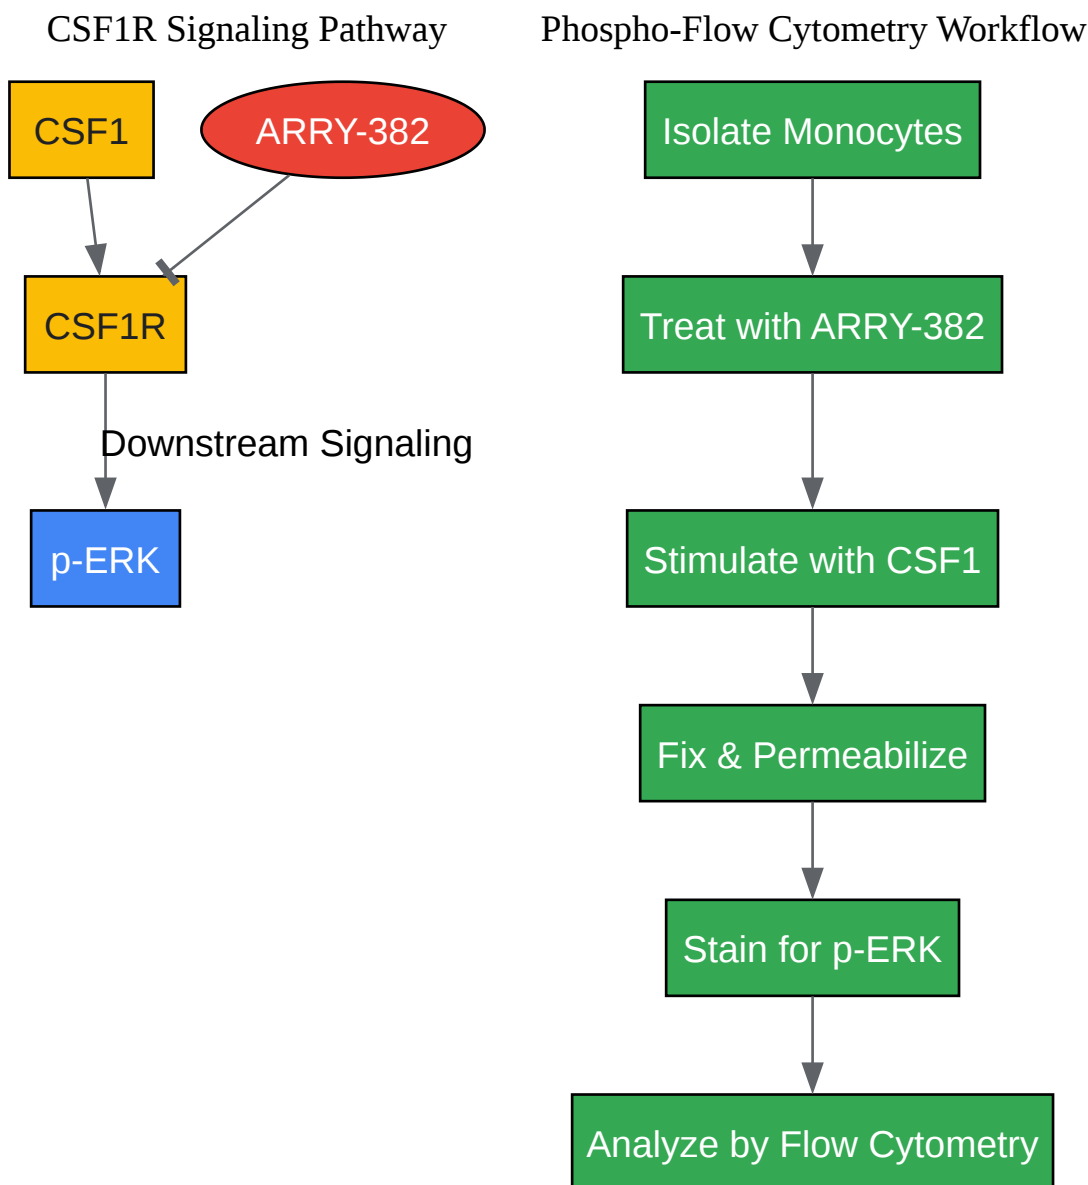 CSF1R Signaling Pathway
CSF1
ARRY-382
CSF1R
Downstream Signaling
p-ERK
Phospho-Flow Cytometry Workflow
Isolate Monocytes
Treat with ARRY-382
Stimulate with CSF1
Fix & Permeabilize
Stain for p-ERK
Analyze by Flow Cytometry